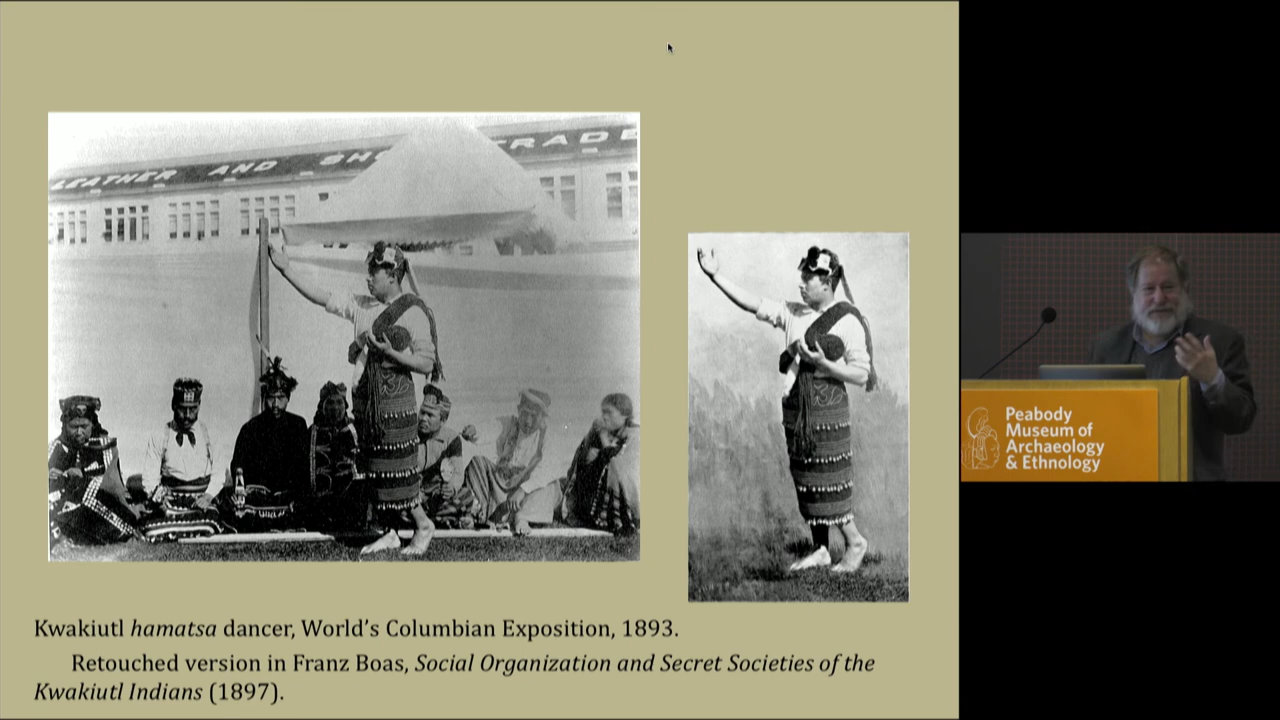 LEATHER AND SHO TRADE
Kwakiutl hamatsa dancer, World's Columbian Exposition, 1893.
Retouched version in Franz Boas, Social Organization and Secret Societies of the
Kwakiutl Indians (1897).
Peabody
Museum of
Archaeology
& Ethnology